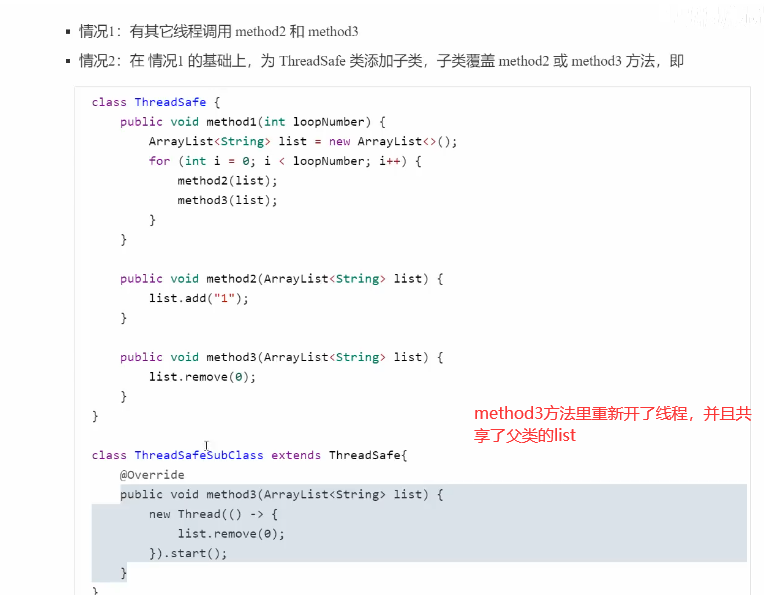 情况1：有其它线程调用 method2 和 method3
情况2：在 情况1 的基础上，为 ThreadSafe 类添加子类，子类覆盖 method2 或 method3 方法，即
class ThreadSafe {
public void method1(int loopNumber) {
ArrayList<String> list = new ArrayList<>();
for (int i = 0; i < loopNumber; i++) {
method2(list);
method3(list);
}
}
public void method2(ArrayList<String> list) {
list.add("1");
}
public void method3(ArrayList<String> list) {
list.remove(0);
}
}
method3方法里重新开了线程，并且共
享了父类的list
class ThreadSafeSubClass extends ThreadSafe{
@Override
public void method3(ArrayList<String> list) {
new Thread(() -> {
list.remove(0);
}).start();
}
}